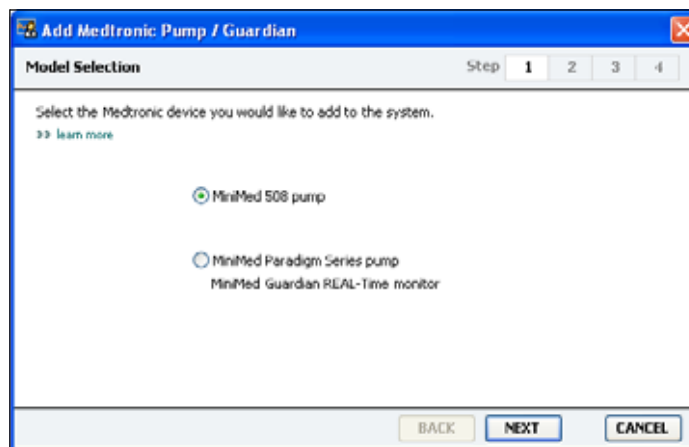 Add Medtronic Pump / Guardian
Model Selection Step 1 2 3 4
Select the Medtronic device you would like to add to the system.
>> learn more
MiniMed 508 pump
MiniMed Paradigm Series pump
MiniMed Guardian REAL-Time monitor
BACK NEXT CANCEL